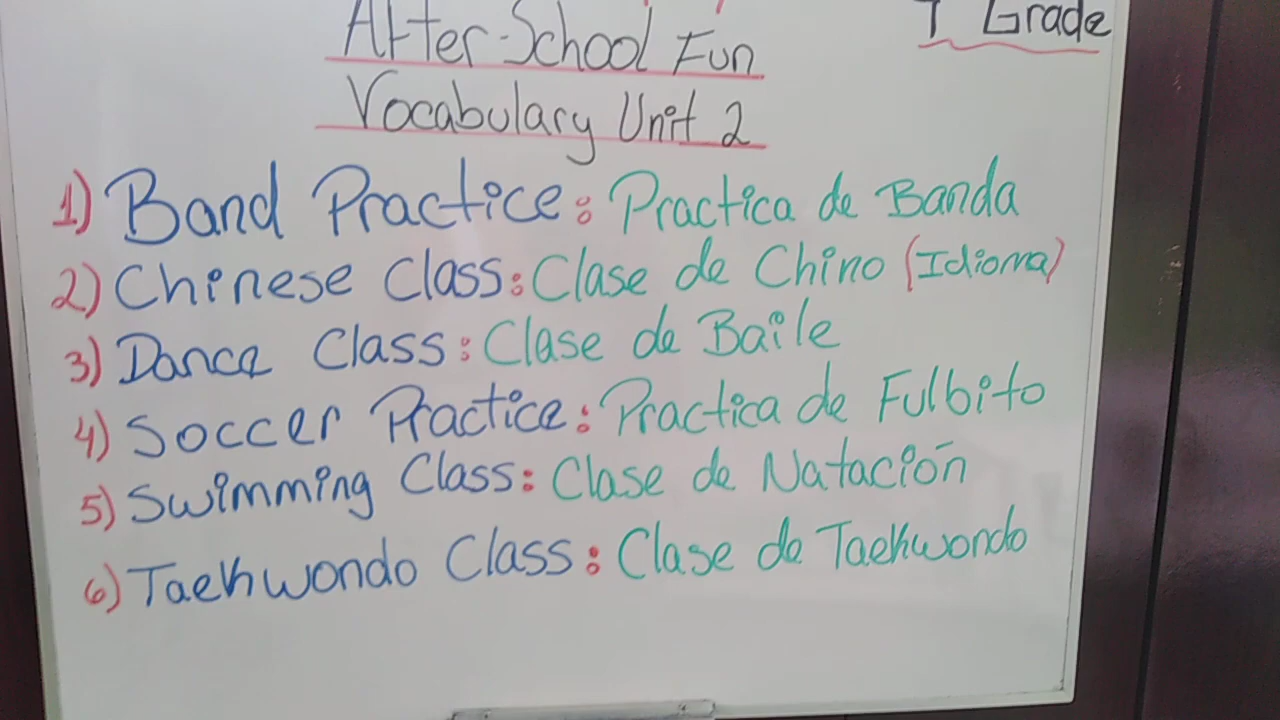 After-School Fun
Grade
Vocabulary Unit 2
1) Band Practice: Practica de Banda
2) Chinese Class: Clase de Chino (Idioma)
3) Dance Class: Clase de Baile
4) Soccer Practice: Practica de Fulbito
5) Swimming Class: Clase de Natación
6) Taekwondo Class: Clase de Taekwondo